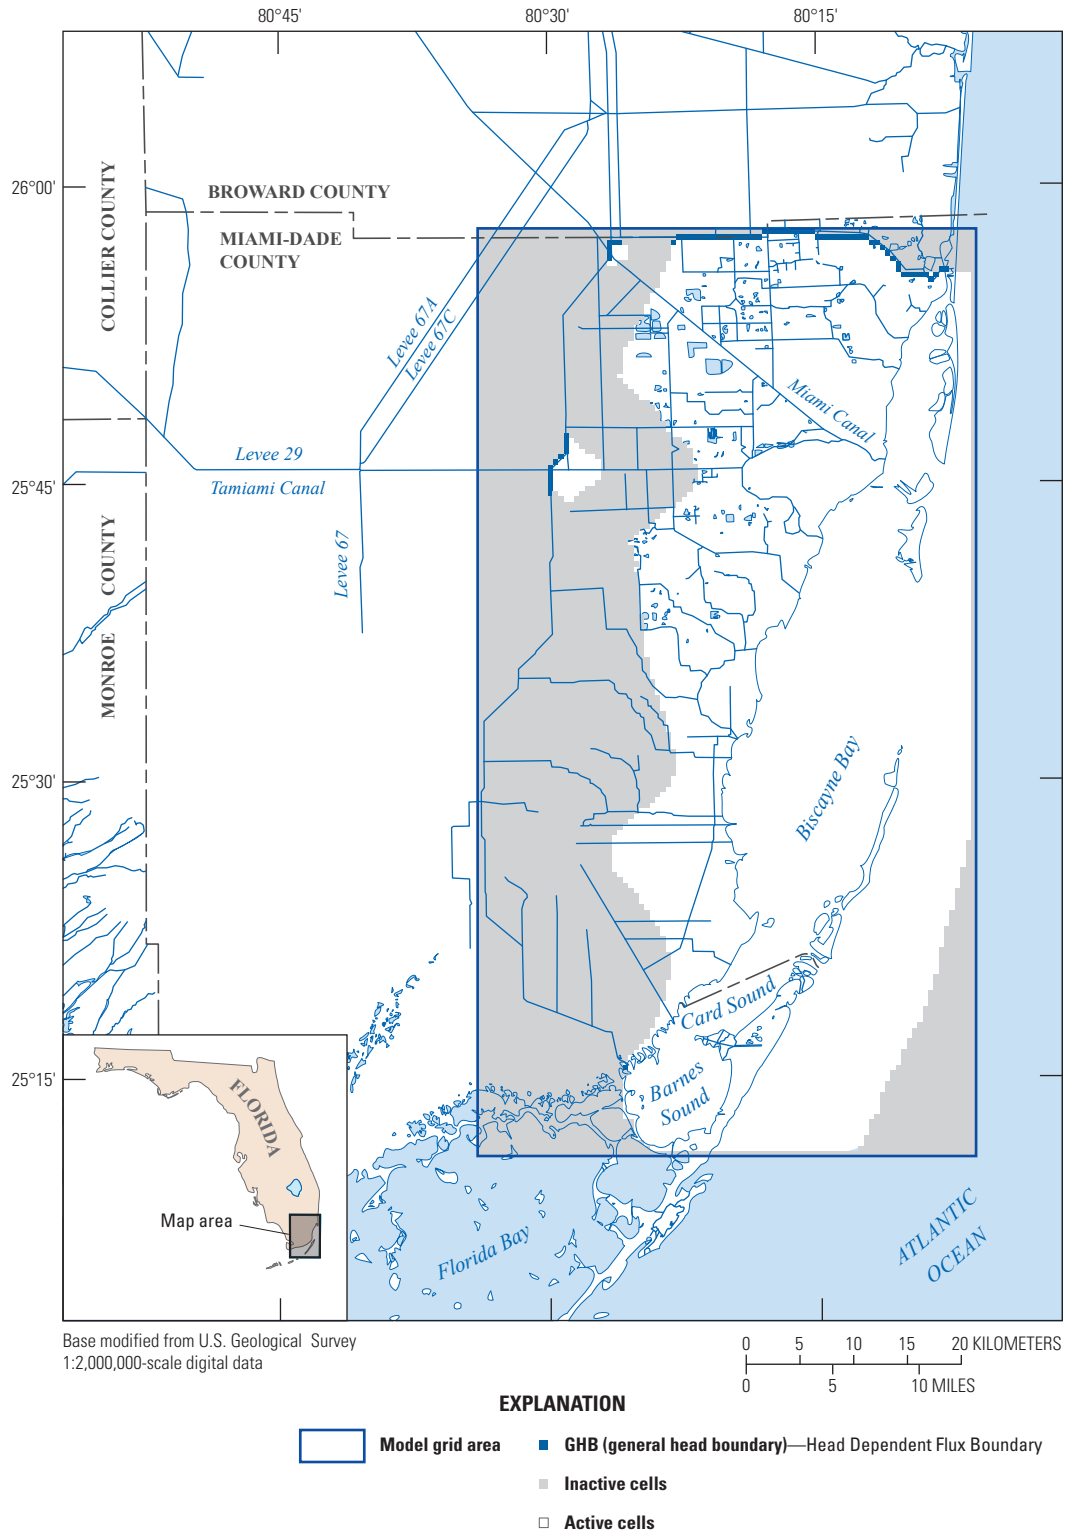 80°45'
80°30'
80°15'
26°00'
25°45'
25°30'
25°15'
COLLIER COUNTY
BROWARD COUNTY
MIAMI-DADE
COUNTY
Levee 67A
Levee 67C
Miami Canal
Levee 29
Tamiami Canal
Levee 67
MONROE COUNTY
Biscayne Bay
Card Sound
Barnes
Sound
FLORIDA
Map area
Florida Bay
ATLANTIC
OCEAN
Base modified from U.S. Geological Survey
1:2,000,000-scale digital data
0 5 10 15 20 KILOMETERS
0 5 10 MILES
EXPLANATION
Model grid area
GHB (general head boundary)—Head Dependent Flux Boundary
Inactive cells
Active cells